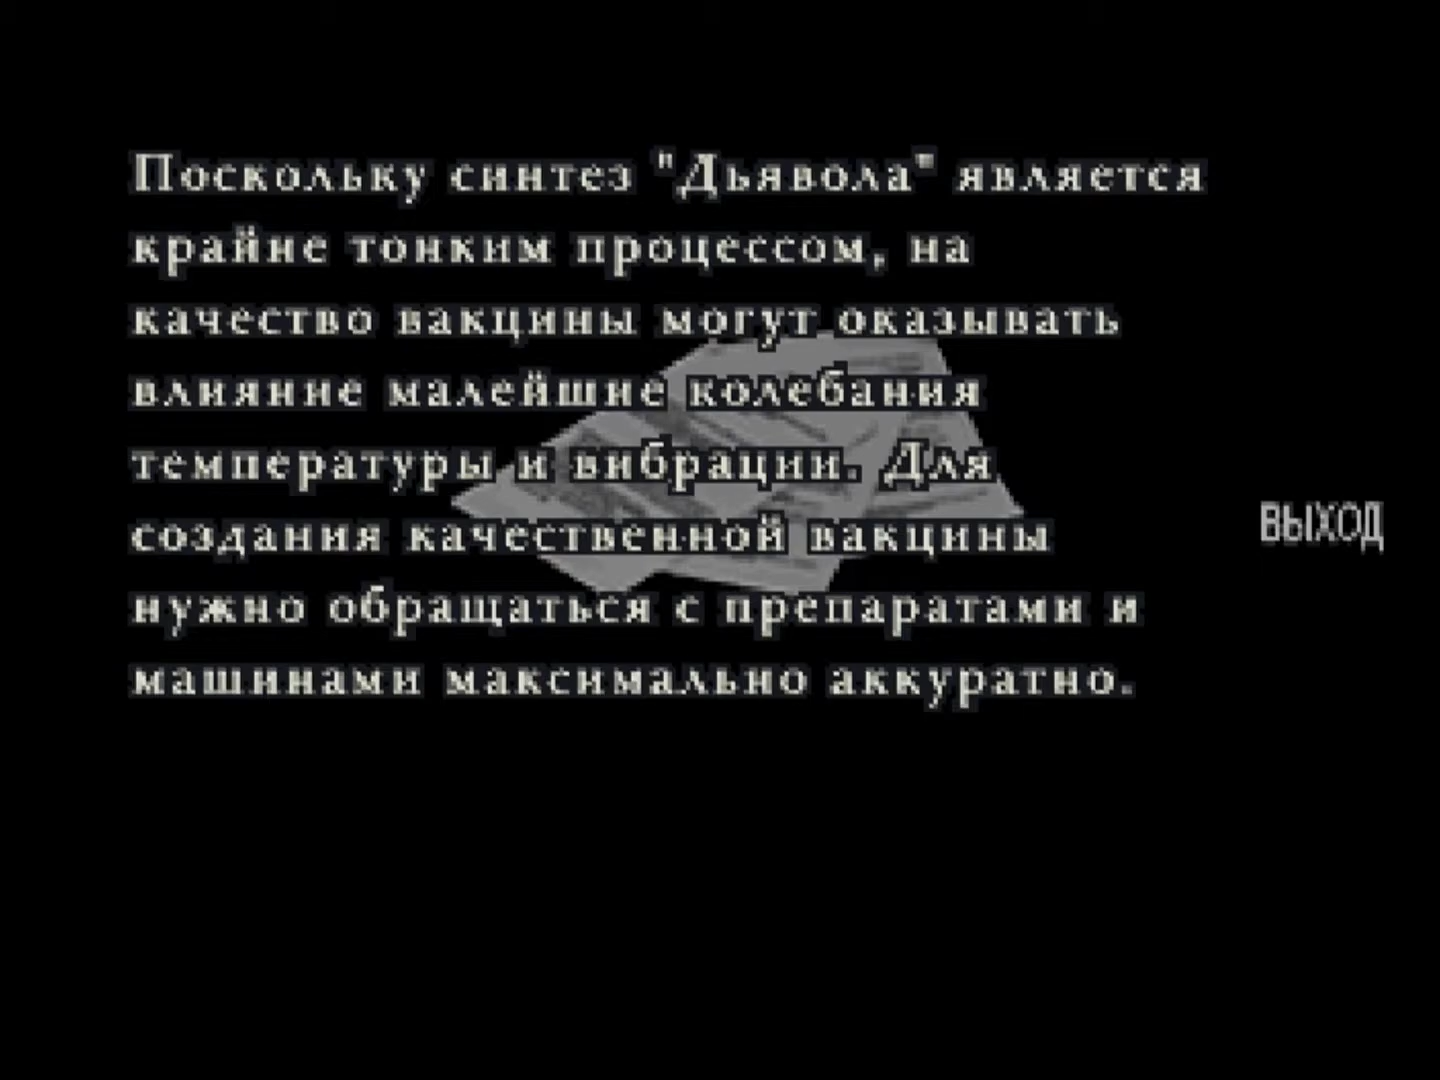 Поскольку синтез "Дьявола" является
крайне тонким процессом, на
качество вакцины могут оказывать
влияние малейшие колебания
температуры и вибрации. Для
создания качественной вакцины
нужно обращаться с препаратами и
машинами максимально аккуратно.
ВЫХОД